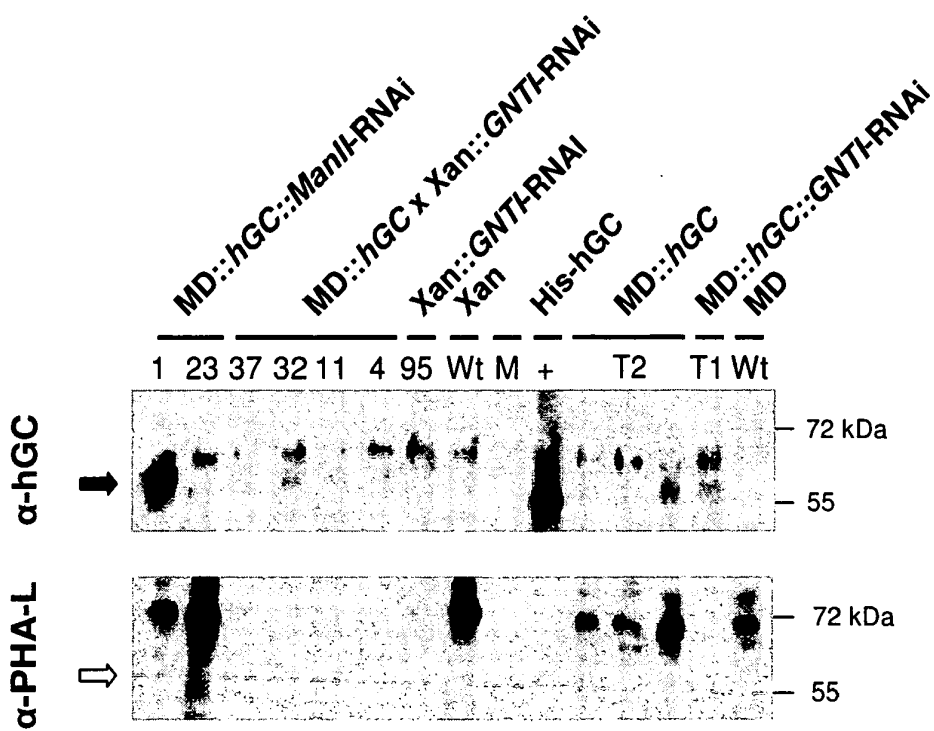 MD::hGC::ManII-RNAi
MD::hGC x Xan::GNTI-RNAi
Xan::GNTI-RNAi
Xan
His-hGC
MD::hGC
MD::hGC::GNTI-RNAi
MD
1 23 37 32 11 4 95 Wt M + T2 T1 Wt
α-hGC
72 kDa
55
α-PHA-L
72 kDa
55